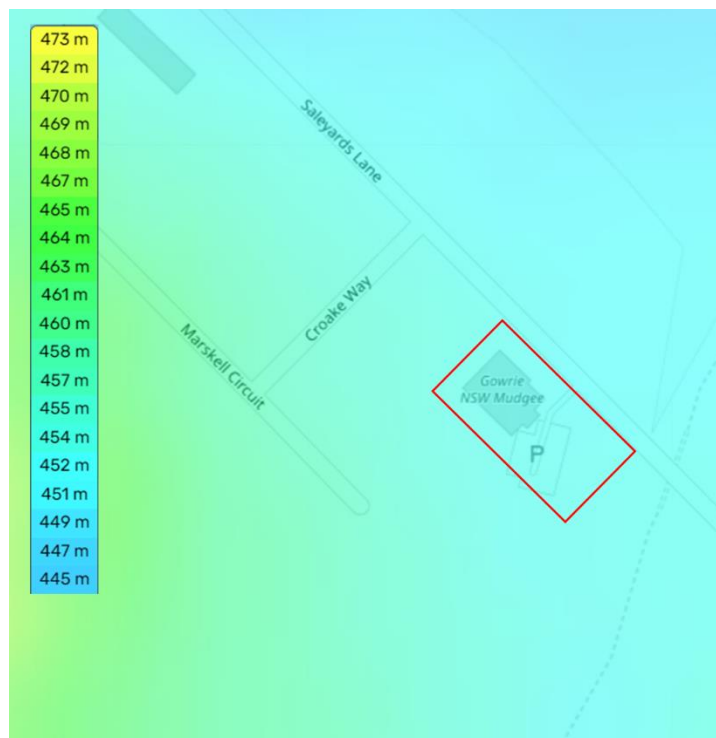 473 m
472 m
470 m
469 m
468 m
467 m
465 m
464 m
463 m
461 m
460 m
458 m
457 m
455 m
454 m
452 m
451 m
449 m
447 m
445 m
Saleyards Lane
Croake Way
Marskell Circuit
Gowrie
NSW Mudgee
P